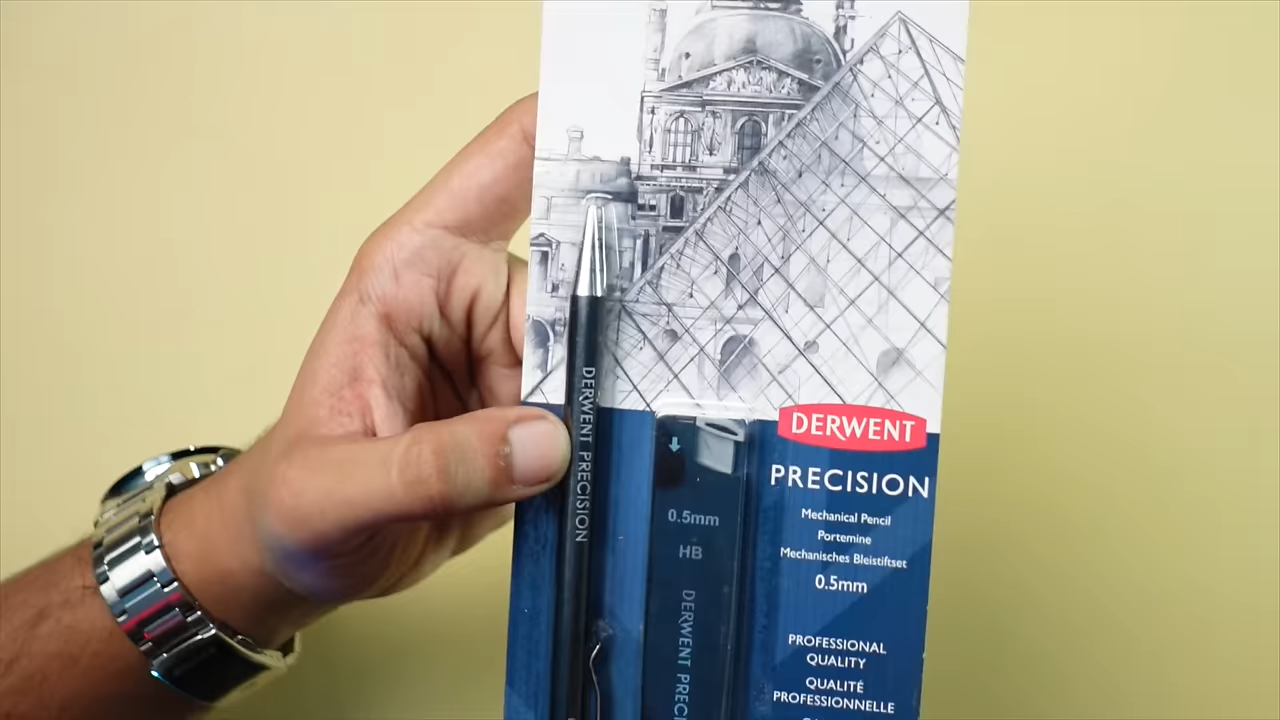 DERWENT PRECISION
0.5mm
HB
DERWENT
DERWENT
PRECISION
Mechanical Pencil
Portemine
Mechanisches Bleistiftset
0.5mm
PROFESSIONAL
QUALITY
QUALITÉ
PROFESSIONNELLE